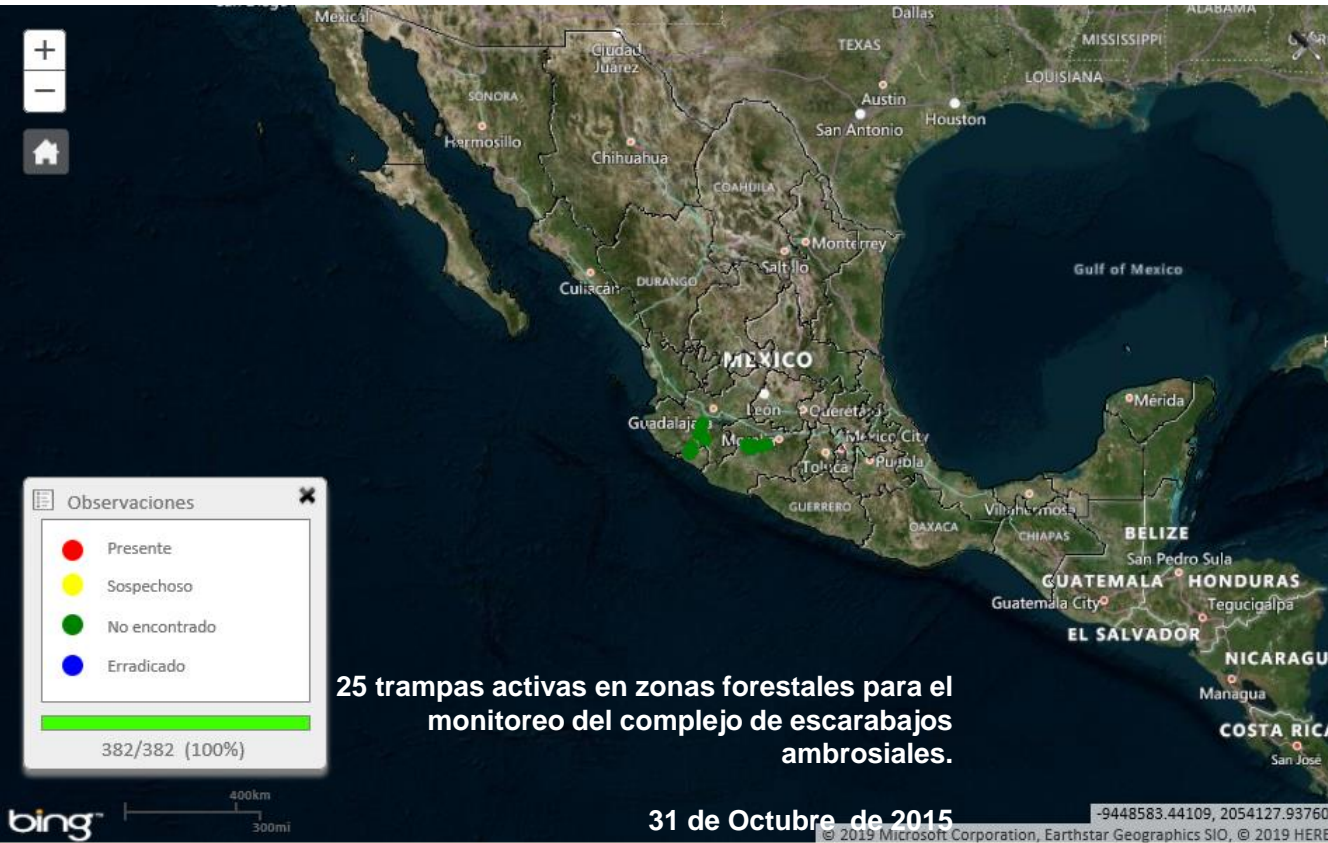 Mexicali
Dallas
ALABAMA
Ciudad
Juárez
TEXAS
MISSISSIPPI
SONORA
LOUISIANA
Austin
Houston
San Antonio
Hermosillo
Chihuahua
COAHUILA
Monterrey
Saltillo
Gulf of Mexico
Culiacán
DURANGO
MEXICO
León
Querétaro
Mérida
Guadalajara
Morelia
Mexico City
Toluca
Puebla
GUERRERO
Villahermosa
OAXACA
CHIAPAS
BELIZE
San Pedro Sula
GUATEMALA
HONDURAS
Guatemala City
Tegucigalpa
EL SALVADOR
NICARAGU
Managua
COSTA RICA
San José
Observaciones
Presente
Sospechoso
No encontrado
Erradicado
382/382 (100%)
25 trampas activas en zonas forestales para el
monitoreo del complejo de escarabajos
ambrosiales.
31 de Octubre de 2015
400km
300mi
bing
-9448583.44109, 2054127.93760
© 2019 Microsoft Corporation, Earthstar Geographics SIO, © 2019 HERE